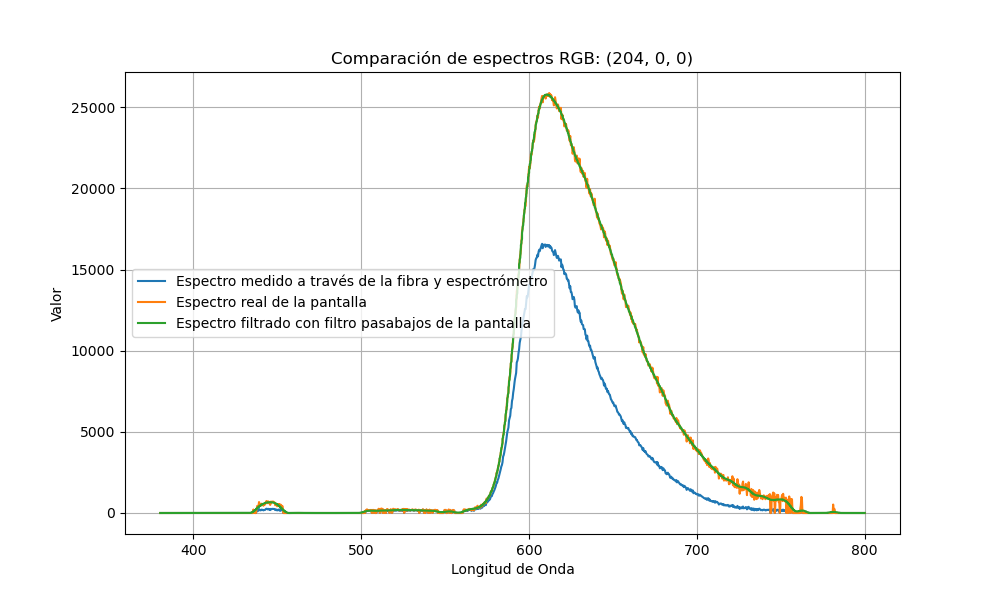 Comparación de espectros RGB: (204, 0, 0)
25000
20000
15000
10000
5000
0
Valor
Espectro medido a través de la fibra y espectrómetro
Espectro real de la pantalla
Espectro filtrado con filtro pasabajos de la pantalla
400 500 600 700 800
Longitud de Onda